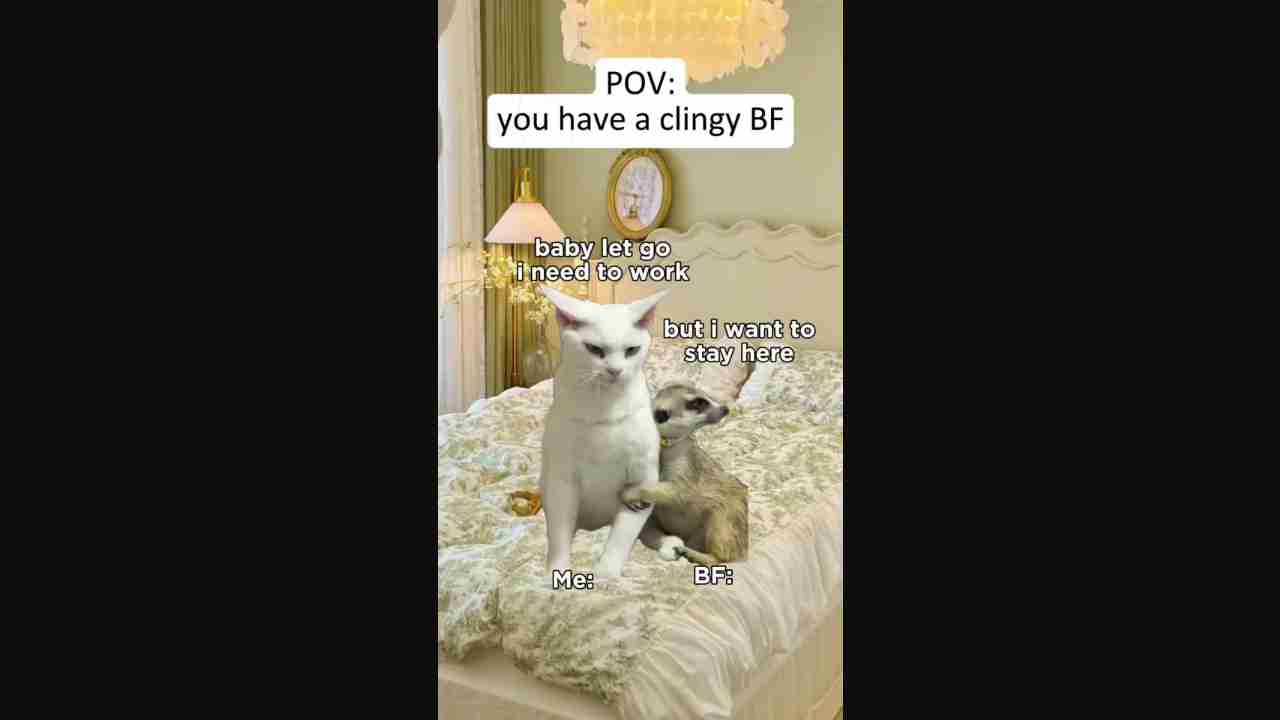 POV:
you have a clingy BF
baby let go
i need to work
but i want to
stay here
Me:
BF: